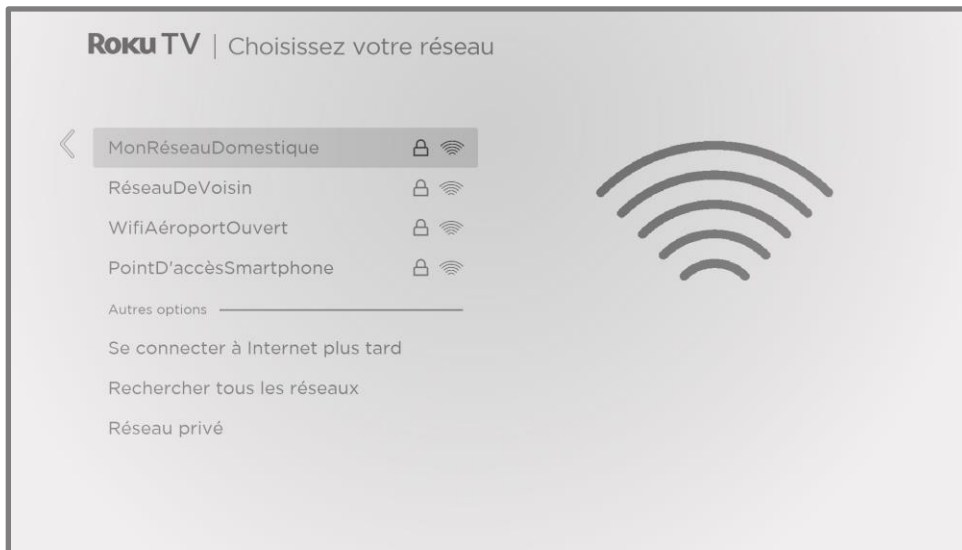 Roku TV | Choisissez votre réseau
MonRéseauDomestique
RéseauDeVoisin
WifiAéroportOuvert
PointD'accèsSmartphone
Autres options
Se connecter à Internet plus tard
Rechercher tous les réseaux
Réseau privé